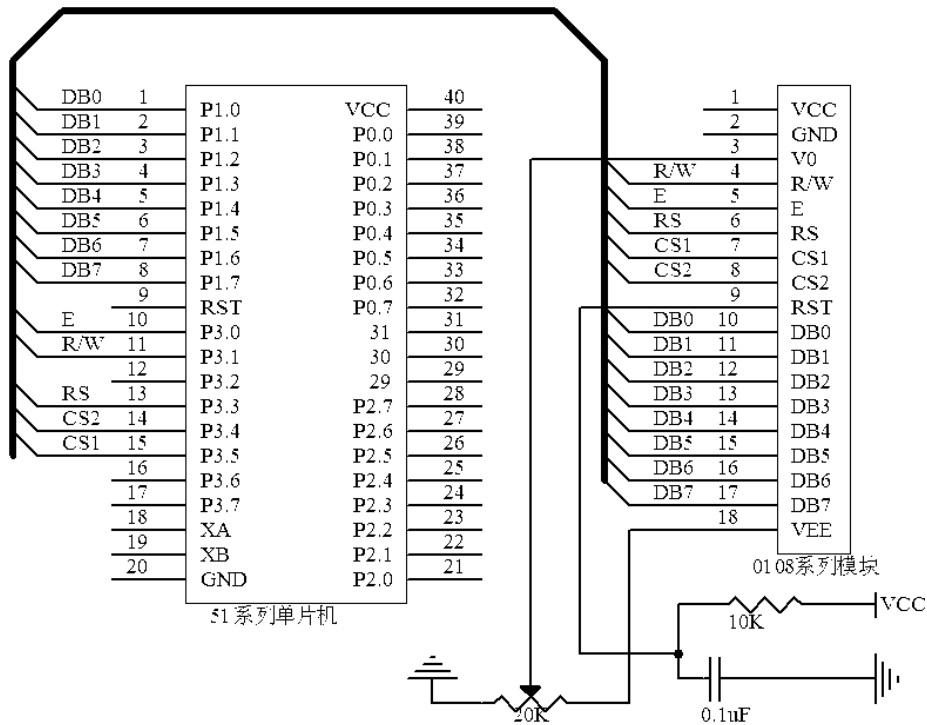 DB0 1 P1.0 VCC 40
DB1 2 P1.1 P0.0 39
DB2 3 P1.2 P0.1 38
DB3 4 P1.3 P0.2 37
DB4 5 P1.4 P0.3 36
DB5 6 P1.5 P0.4 35
DB6 7 P1.6 P0.5 34
DB7 8 P1.7 P0.6 33
9 RST P0.7 32
E 10 P3.0 31 31
R/W 11 P3.1 30 30
12 P3.2 29 29
RS 13 P3.3 P2.7 28
CS2 14 P3.4 P2.6 27
CS1 15 P3.5 P2.5 26
16 P3.6 P2.4 25
17 P3.7 P2.3 24
18 XA P2.2 23
19 XB P2.1 22
20 GND P2.0 21
51系列单片机
1 VCC
2 GND
3 V0
R/W 4 R/W
E 5 E
RS 6 RS
CS1 7 CS1
CS2 8 CS2
9 RST
DB0 10 DB0
DB1 11 DB1
DB2 12 DB2
DB3 13 DB3
DB4 14 DB4
DB5 15 DB5
DB6 16 DB6
DB7 17 DB7
18 VEE
0108系列模块
10K
VCC
20K
0.1uF